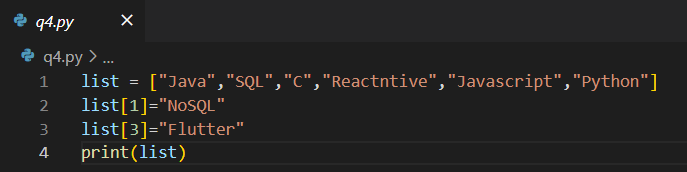 q4.py ×
q4.py > ...
1 list = ["Java","SQL","C","Reactntive","Javascript","Python"]
2 list[1]="NoSQL"
3 list[3]="Flutter"
4 print(list)